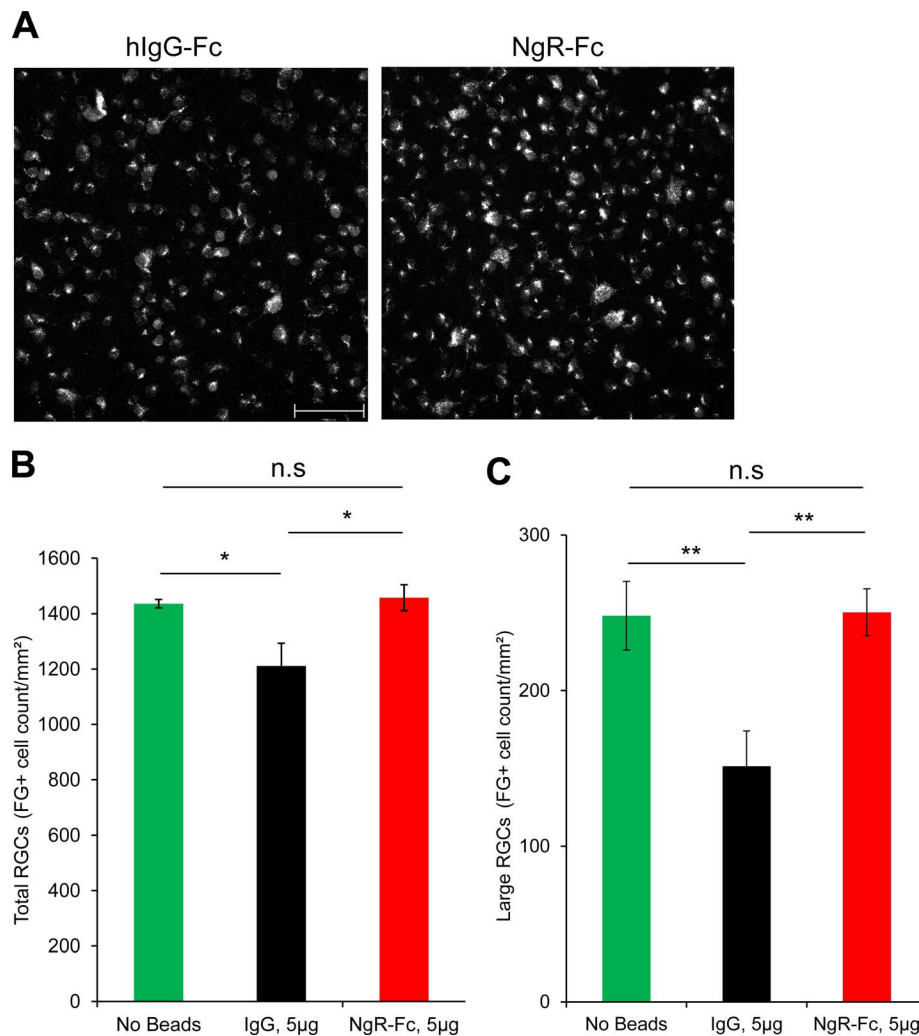 A
hIgG-Fc
NgR-Fc
B
n.s
*
*
Total RGCs (FG+ cell count/mm²)
1600
1400
1200
1000
800
600
400
200
0
No Beads
IgG, 5µg
NgR-Fc, 5µg
C
n.s
**
**
Large RGCs (FG+ cell count/mm²)
300
200
100
0
No Beads
IgG, 5µg
NgR-Fc, 5µg